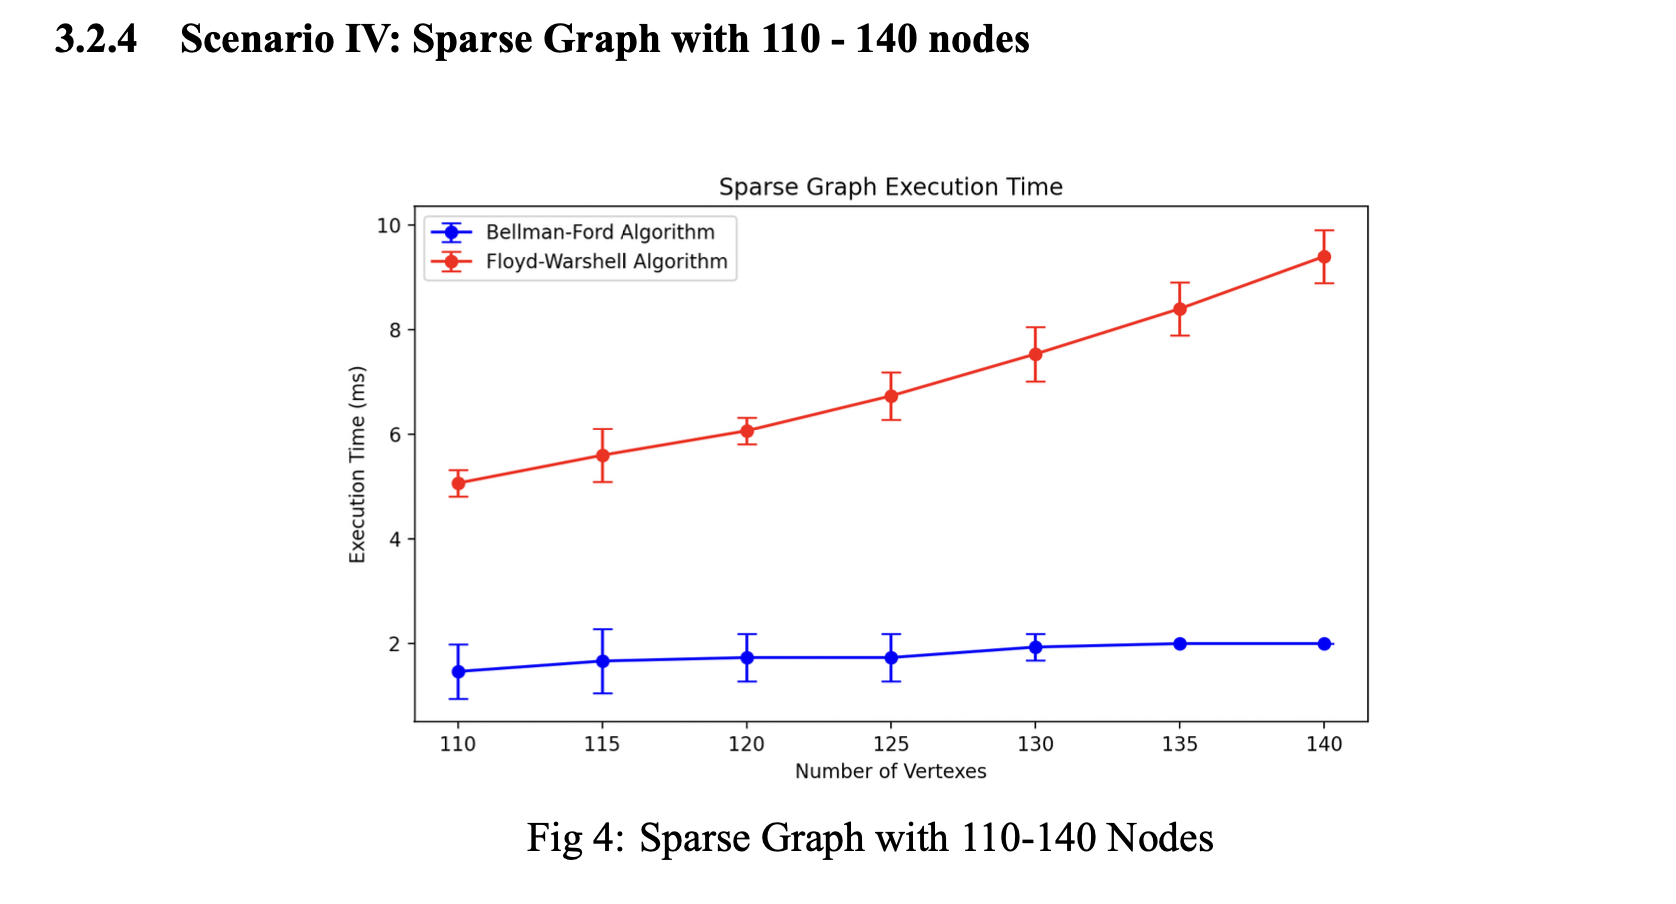 3.2.4 Scenario IV: Sparse Graph with 110 - 140 nodes
Sparse Graph Execution Time
Bellman-Ford Algorithm
Floyd-Warshell Algorithm
Execution Time (ms)
10
8
6
4
2
110 115 120 125 130 135 140
Number of Vertexes
Fig 4: Sparse Graph with 110-140 Nodes